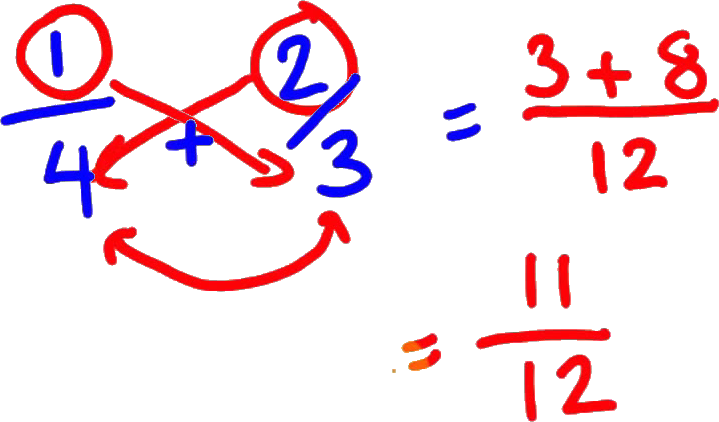 1/4 + 2/3 = (3 + 8)/12
= 11/12